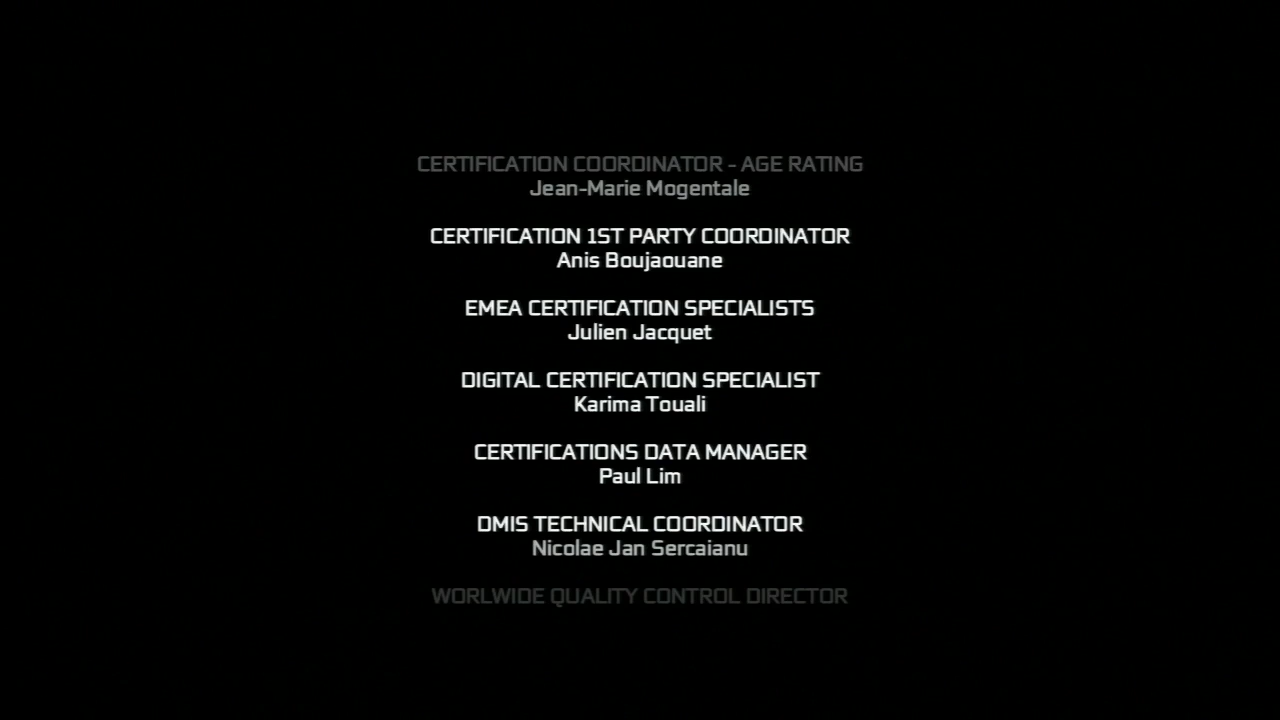 CERTIFICATION COORDINATOR - AGE RATING
Jean-Marie Mogentale
CERTIFICATION 1ST PARTY COORDINATOR
Anis Boujaouane
EMEA CERTIFICATION SPECIALISTS
Julien Jacquet
DIGITAL CERTIFICATION SPECIALIST
Karima Touali
CERTIFICATIONS DATA MANAGER
Paul Lim
DMIS TECHNICAL COORDINATOR
Nicolae Jan Sercaianu
WORLWIDE QUALITY CONTROL DIRECTOR